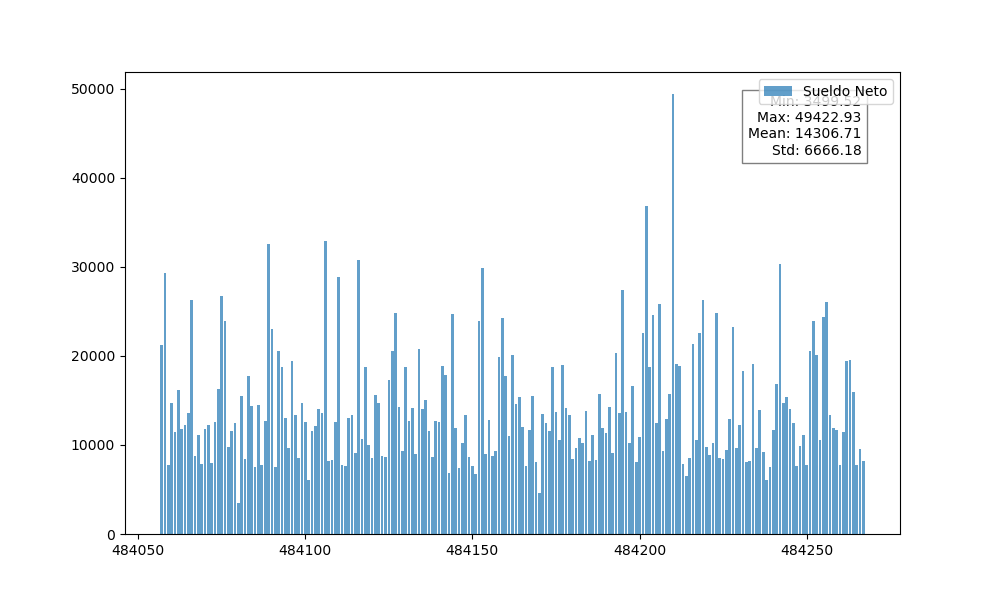 50000
40000
30000
20000
10000
0
484050
484100
484150
484200
484250
Sueldo Neto
Min: 3499.52
Max: 49422.93
Mean: 14306.71
Std: 6666.18